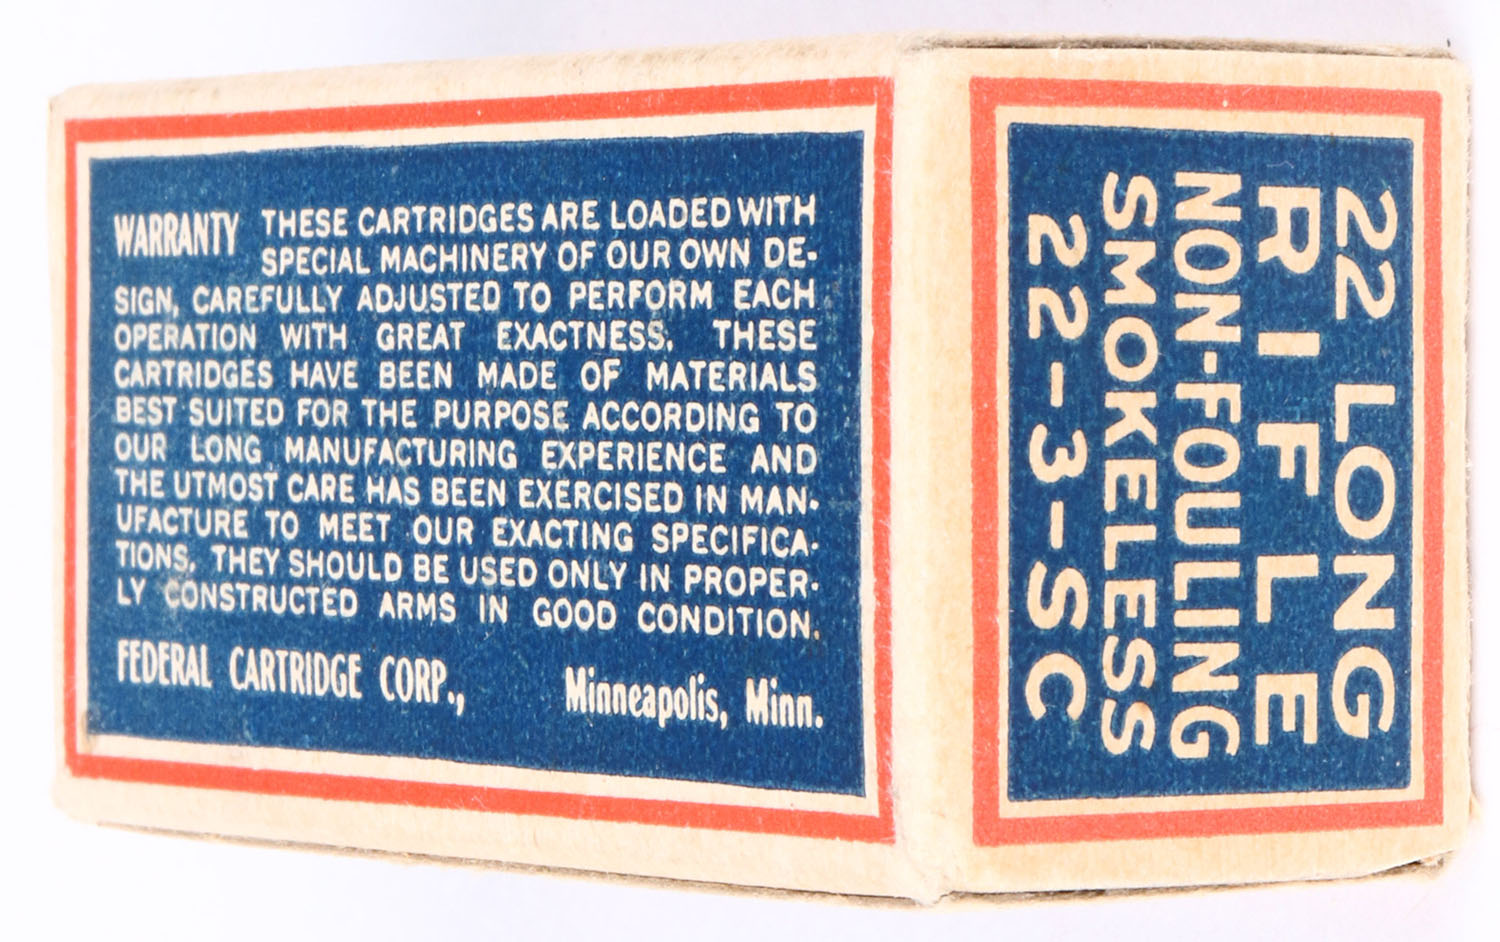 WARRANTY THESE CARTRIDGES ARE LOADED WITH
SPECIAL MACHINERY OF OUR OWN DE-
SIGN, CAREFULLY ADJUSTED TO PERFORM EACH
OPERATION WITH GREAT EXACTNESS. THESE
CARTRIDGES HAVE BEEN MADE OF MATERIALS
BEST SUITED FOR THE PURPOSE ACCORDING TO
OUR LONG MANUFACTURING EXPERIENCE AND
THE UTMOST CARE HAS BEEN EXERCISED IN MAN-
UFACTURE TO MEET OUR EXACTING SPECIFICA-
TIONS. THEY SHOULD BE USED ONLY IN PROPER-
LY CONSTRUCTED ARMS IN GOOD CONDITION.
FEDERAL CARTRIDGE CORP., Minneapolis, Minn.
22 LONG
RIFLE
NON-FOULING
SMOKELESS
22-3-SC